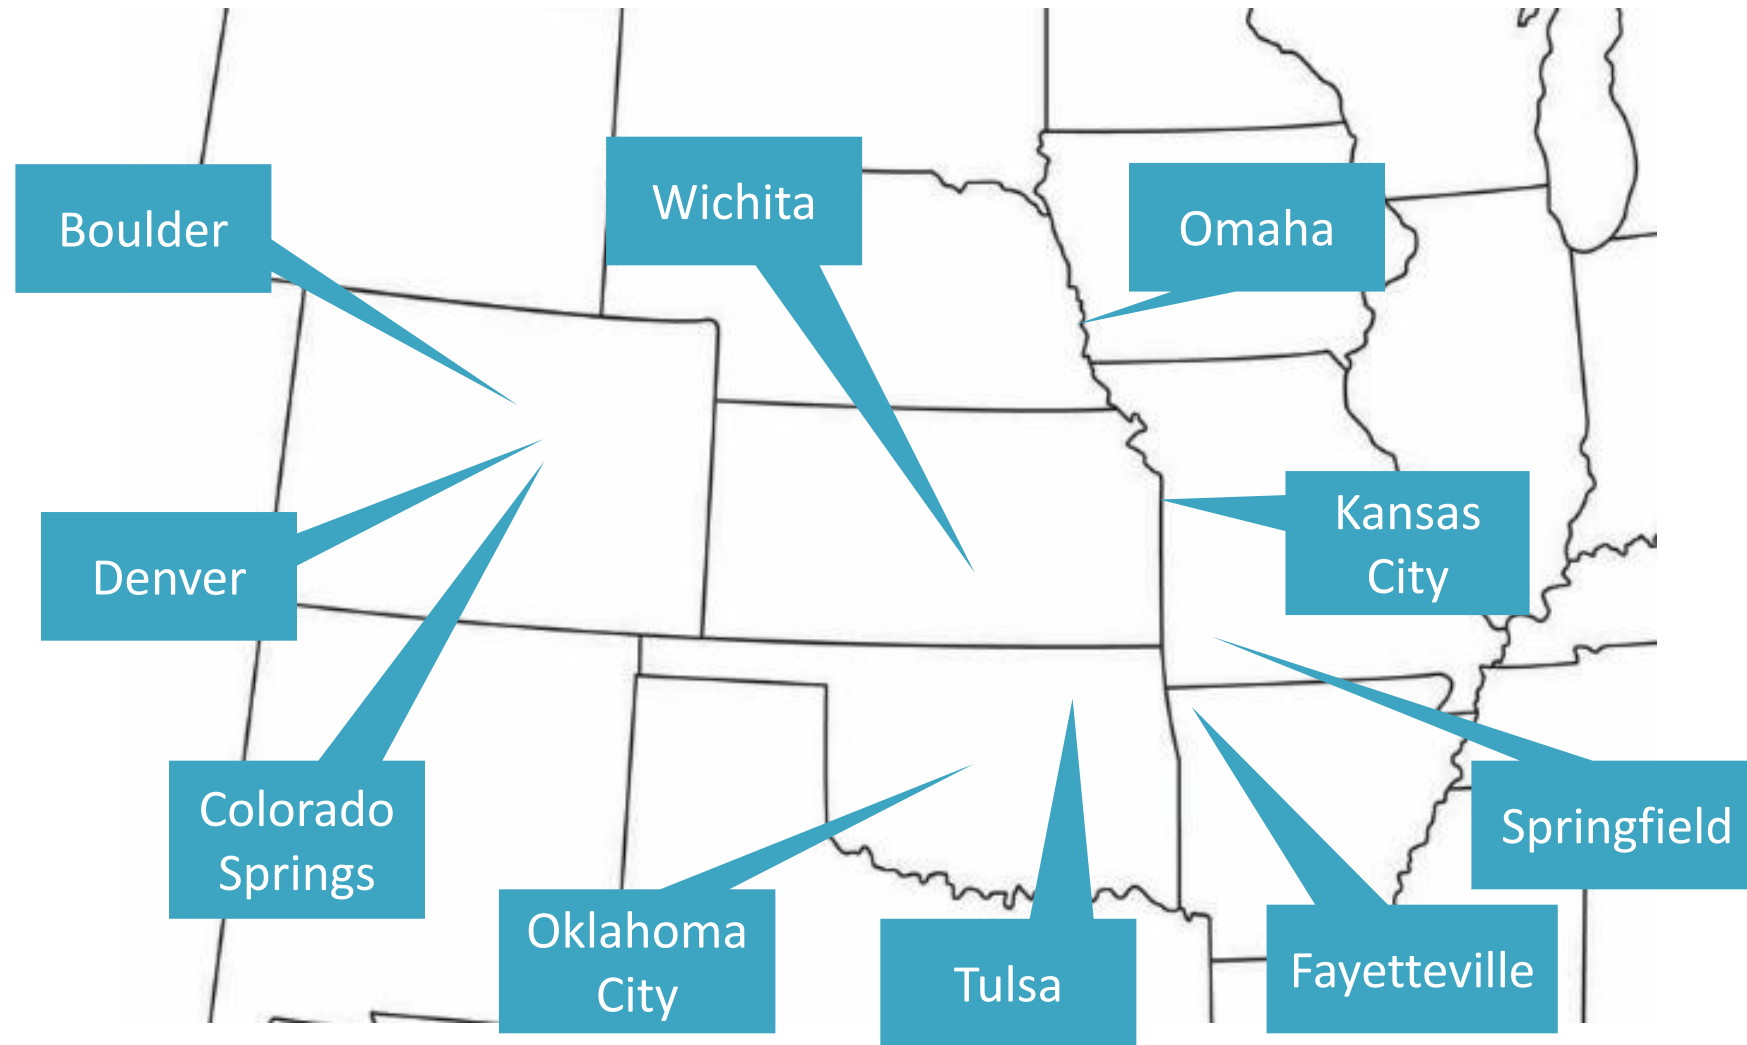 Wichita
Omaha
Boulder
Kansas
City
Denver
Colorado
Springs
Springfield
Oklahoma
City
Tulsa
Fayetteville